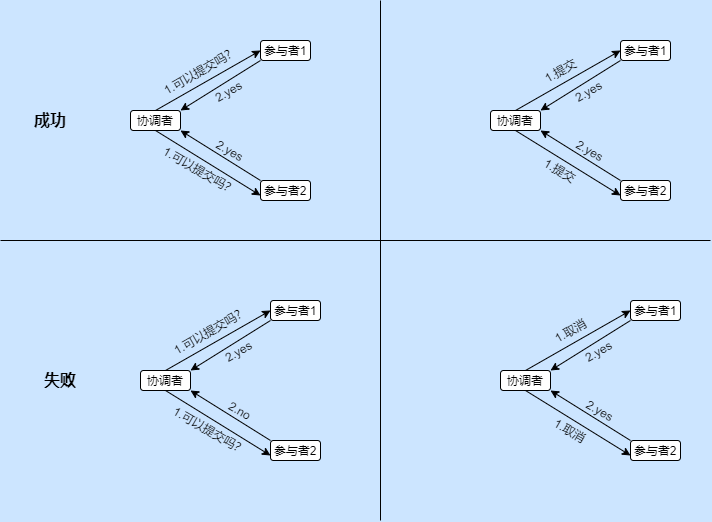 参与者1
1.可以提交吗?
2.yes
成功
协调者
2.yes
1.可以提交吗?
参与者2
参与者1
1.提交
2.yes
协调者
2.yes
1.提交
参与者2
参与者1
1.可以提交吗?
2.yes
失败
协调者
2.no
1.可以提交吗?
参与者2
参与者1
1.取消
2.yes
协调者
2.yes
1.取消
参与者2